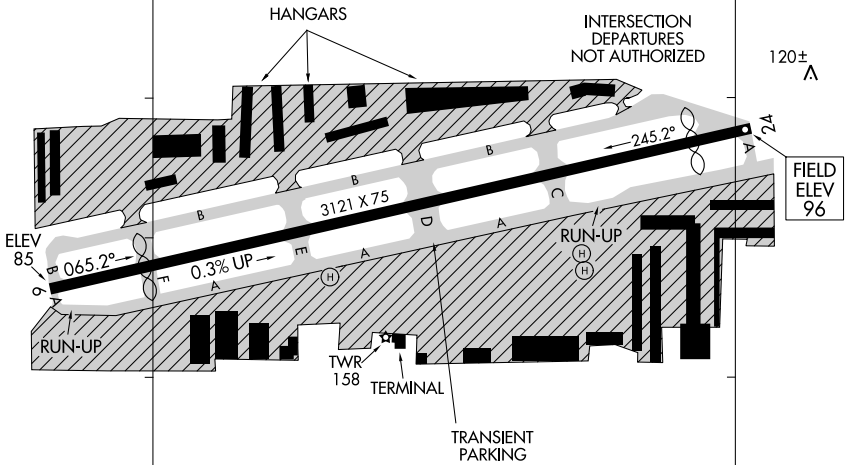 HANGARS
INTERSECTION
DEPARTURES
NOT AUTHORIZED
120±
24
245.2°
A
B
B
FIELD
ELEV
96
B
3121 X 75
C
D
A
ELEV
85
B
065.2°
0.3% UP
E
A
RUN-UP
F
A
H
H
H
6
A
RUN-UP
TWR
158
TERMINAL
TRANSIENT
PARKING